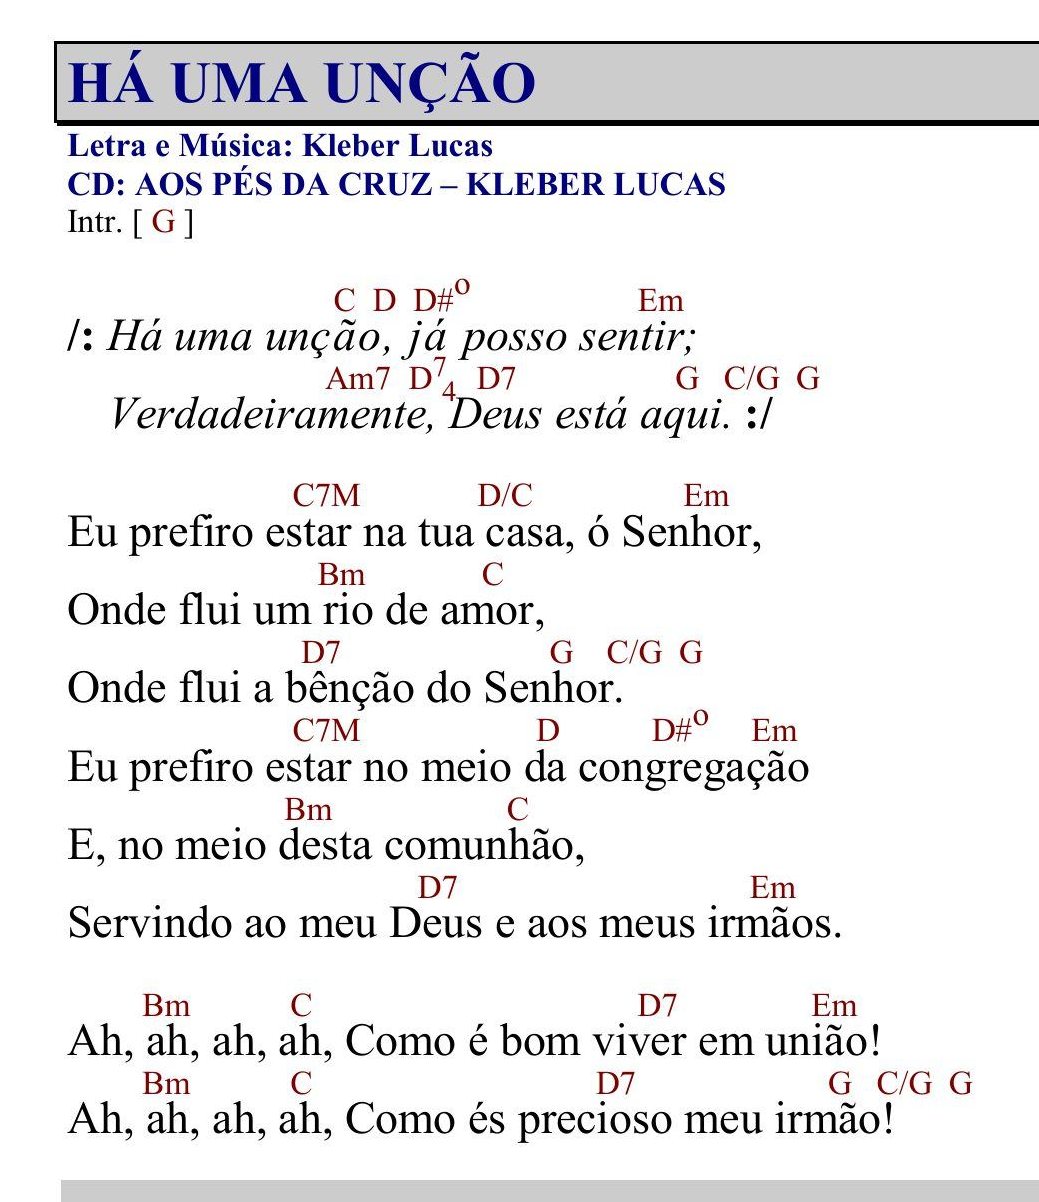 HÁ UMA UNÇÃO
Letra e Música: Kleber Lucas
CD: AOS PÉS DA CRUZ – KLEBER LUCAS
Intr. [ G ]
C D D#º Em
/: Há uma unção, já posso sentir;
Am7 D7 4 D7 G C/G G
Verdadeiramente, Deus está aqui. :/
C7M D/C Em
Eu prefiro estar na tua casa, ó Senhor,
Bm C
Onde flui um rio de amor,
D7 G C/G G
Onde flui a bênção do Senhor.
C7M D D#º Em
Eu prefiro estar no meio da congregação
Bm C
E, no meio desta comunhão,
D7 Em
Servindo ao meu Deus e aos meus irmãos.
Bm C D7 Em
Ah, ah, ah, ah, Como é bom viver em união!
Bm C D7 G C/G G
Ah, ah, ah, ah, Como és precioso meu irmão!